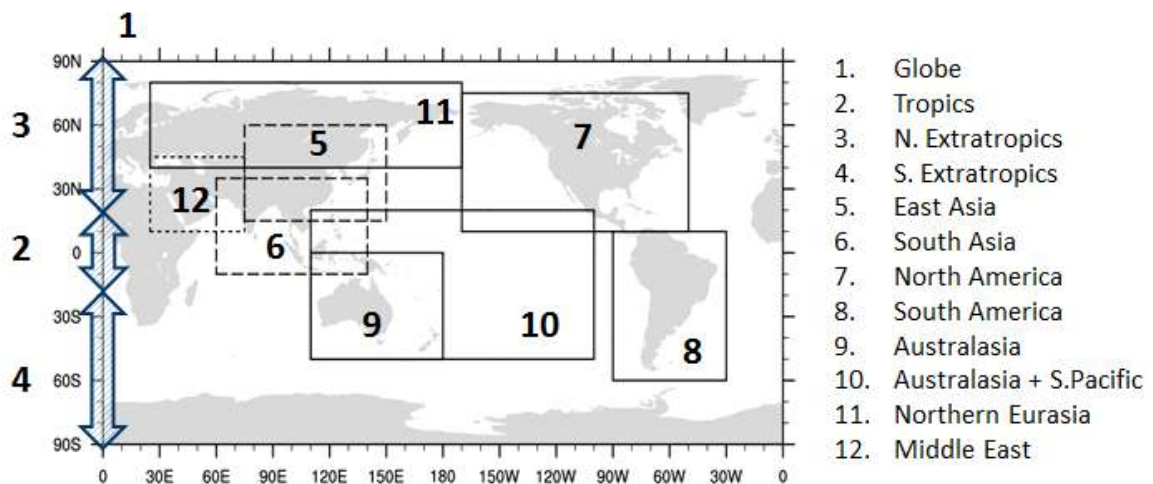 1
90N
3
11
5
7
60N
30N
12
2
0
6
9
10
30S
8
4
60S
90S
0 30E 60E 90E 120E 150E 180 150W 120W 90W 60W 30W 0
1. Globe
2. Tropics
3. N. Extratropics
4. S. Extratropics
5. East Asia
6. South Asia
7. North America
8. South America
9. Australasia
10. Australasia + S.Pacific
11. Northern Eurasia
12. Middle East